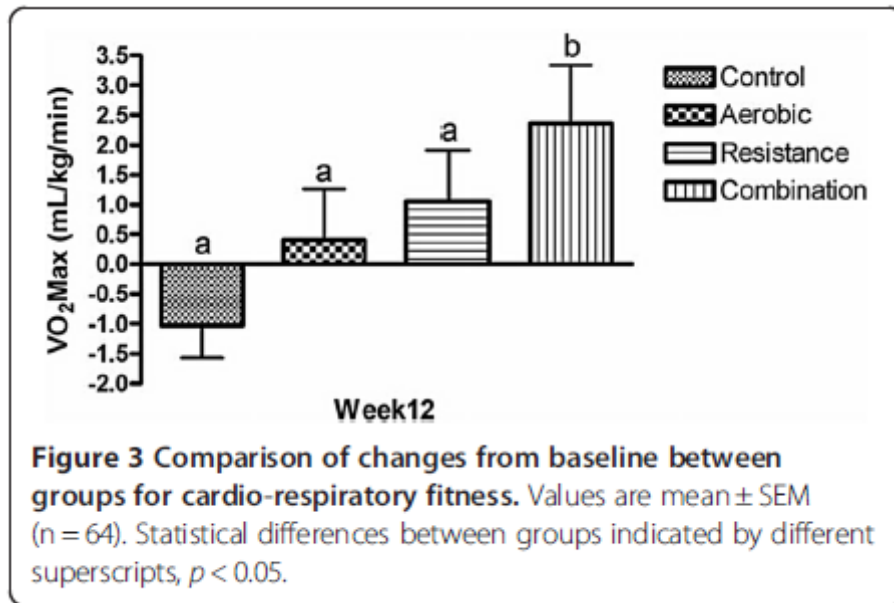 3.5
3.0
2.5
2.0
1.5
1.0
0.5
0.0
-0.5
-1.0
-1.5
-2.0
VO₂Max (mL/kg/min)
a
a
a
b
Control
Aerobic
Resistance
Combination
Week12
Figure 3 Comparison of changes from baseline between
groups for cardio-respiratory fitness. Values are mean ± SEM
(n = 64). Statistical differences between groups indicated by different
superscripts, p < 0.05.